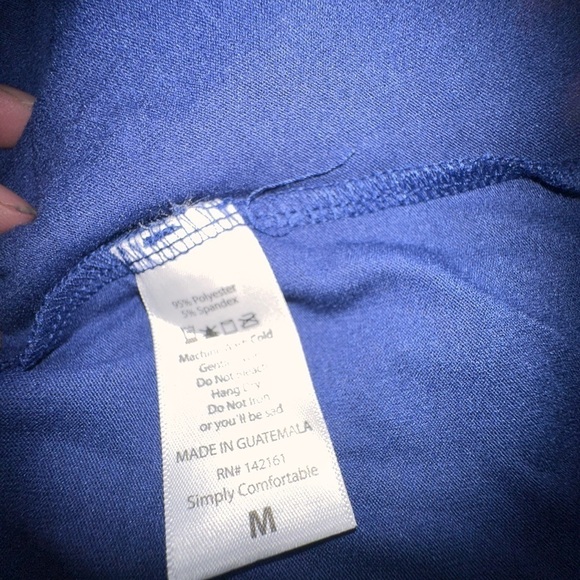 95% Polyester
5% Spandex
Machine Cold
Do Not
Hang Dry
Do Not Iron
or you'll be sad
MADE IN GUATEMALA
RN# 142161
Simply Comfortable
M